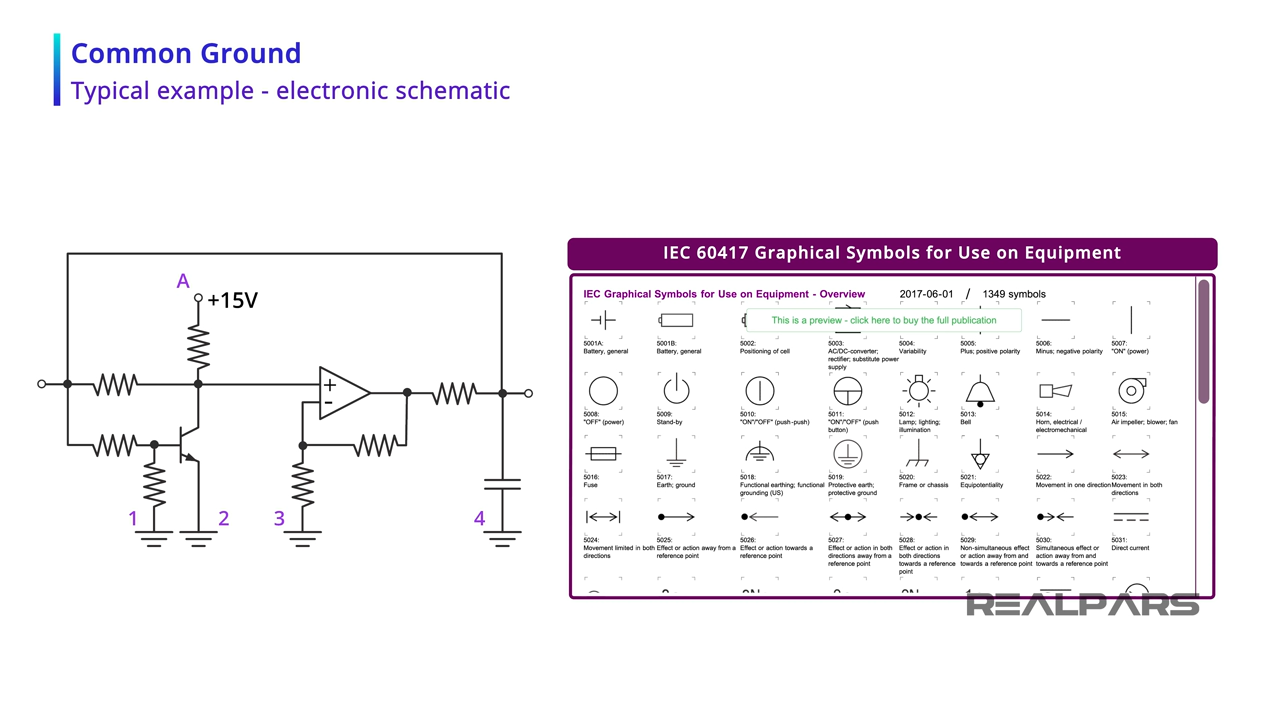 Common Ground
Typical example - electronic schematic
A
+15V
+
-
1
2
3
4
IEC 60417 Graphical Symbols for Use on Equipment
IEC Graphical Symbols for Use on Equipment - Overview 2017-06-01 / 1349 symbols
This is a preview - click here to buy the full publication
5001A:
Battery, general
5001B:
Battery, general
5002:
Positioning of cell
5003:
AC/DC-converter;
rectifier; substitute power
supply
5004:
Variability
5005:
Plus; positive polarity
5006:
Minus; negative polarity
5007:
"ON" (power)
5008:
"OFF" (power)
5009:
Stand-by
5010:
"ON"/"OFF" (push-push)
5011:
"ON"/"OFF" (push
button)
5012:
Lamp; lighting;
illumination
5013:
Bell
5014:
Horn, electrical /
electromechanical
5015:
Air impeller; blower; fan
5016:
Fuse
5017:
Earth; ground
5018:
Functional earthing; functional
grounding (US)
5019:
Protective earth;
protective ground
5020:
Frame or chassis
5021:
Equipotentiality
5022:
Movement in one direction
5023:
Movement in both
directions
5024:
Movement limited in both
directions
5025:
Effect or action away from a
reference point
5026:
Effect or action towards a
reference point
5027:
Effect or action in both
directions away from a
reference point
5028:
Effect or action in
both directions
towards a reference
point
5029:
Non-simultaneous effect
or action away from and
towards a reference point
5030:
Simultaneous effect or
action away from and
towards a reference point
5031:
Direct current
REALPARS